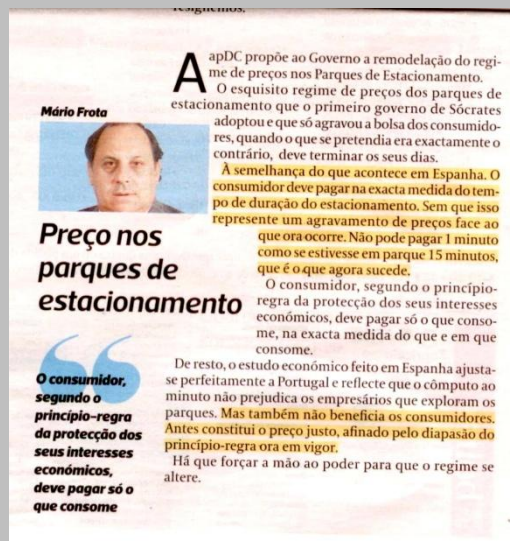 resignemos.
Mário Frota
Preço nos
parques de
estacionamento
O consumidor,
segundo o
princípio-regra
da protecção dos
seus interesses
económicos,
deve pagar só o
que consome
A apDC propõe ao Governo a remodelação do regi-
me de preços nos Parques de Estacionamento.
O esquisito regime de preços dos parques de
estacionamento que o primeiro governo de Sócrates
adoptou e que só agravou a bolsa dos consumido-
res, quando o que se pretendia era exactamente o
contrário, deve terminar os seus dias.
À semelhança do que acontece em Espanha. O
consumidor deve pagar na exacta medida do tem-
po de duração do estacionamento. Sem que isso
represente um agravamento de preços face ao
que ora ocorre. Não pode pagar 1 minuto
como se estivesse em parque 15 minutos,
que é o que agora sucede.
O consumidor, segundo o princípio-
regra da protecção dos seus interesses
económicos, deve pagar só o que conso-
me, na exacta medida do que e em que
consome.
De resto, o estudo económico feito em Espanha ajusta-
se perfeitamente a Portugal e reflecte que o cômputo ao
minuto não prejudica os empresários que exploram os
parques. Mas também não beneficia os consumidores.
Antes constitui o preço justo, afinado pelo diapasão do
princípio-regra ora em vigor.
Há que forçar a mão ao poder para que o regime se
altere.